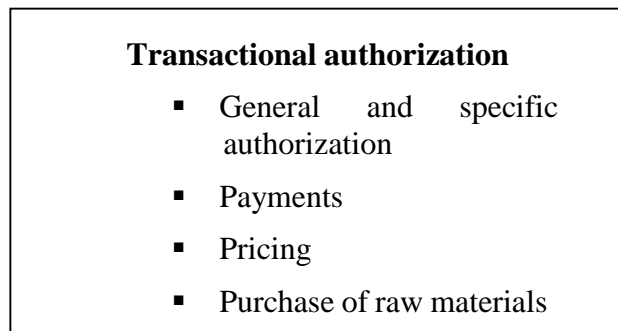 Transactional authorization
▪ General and specific
authorization
▪ Payments
▪ Pricing
▪ Purchase of raw materials